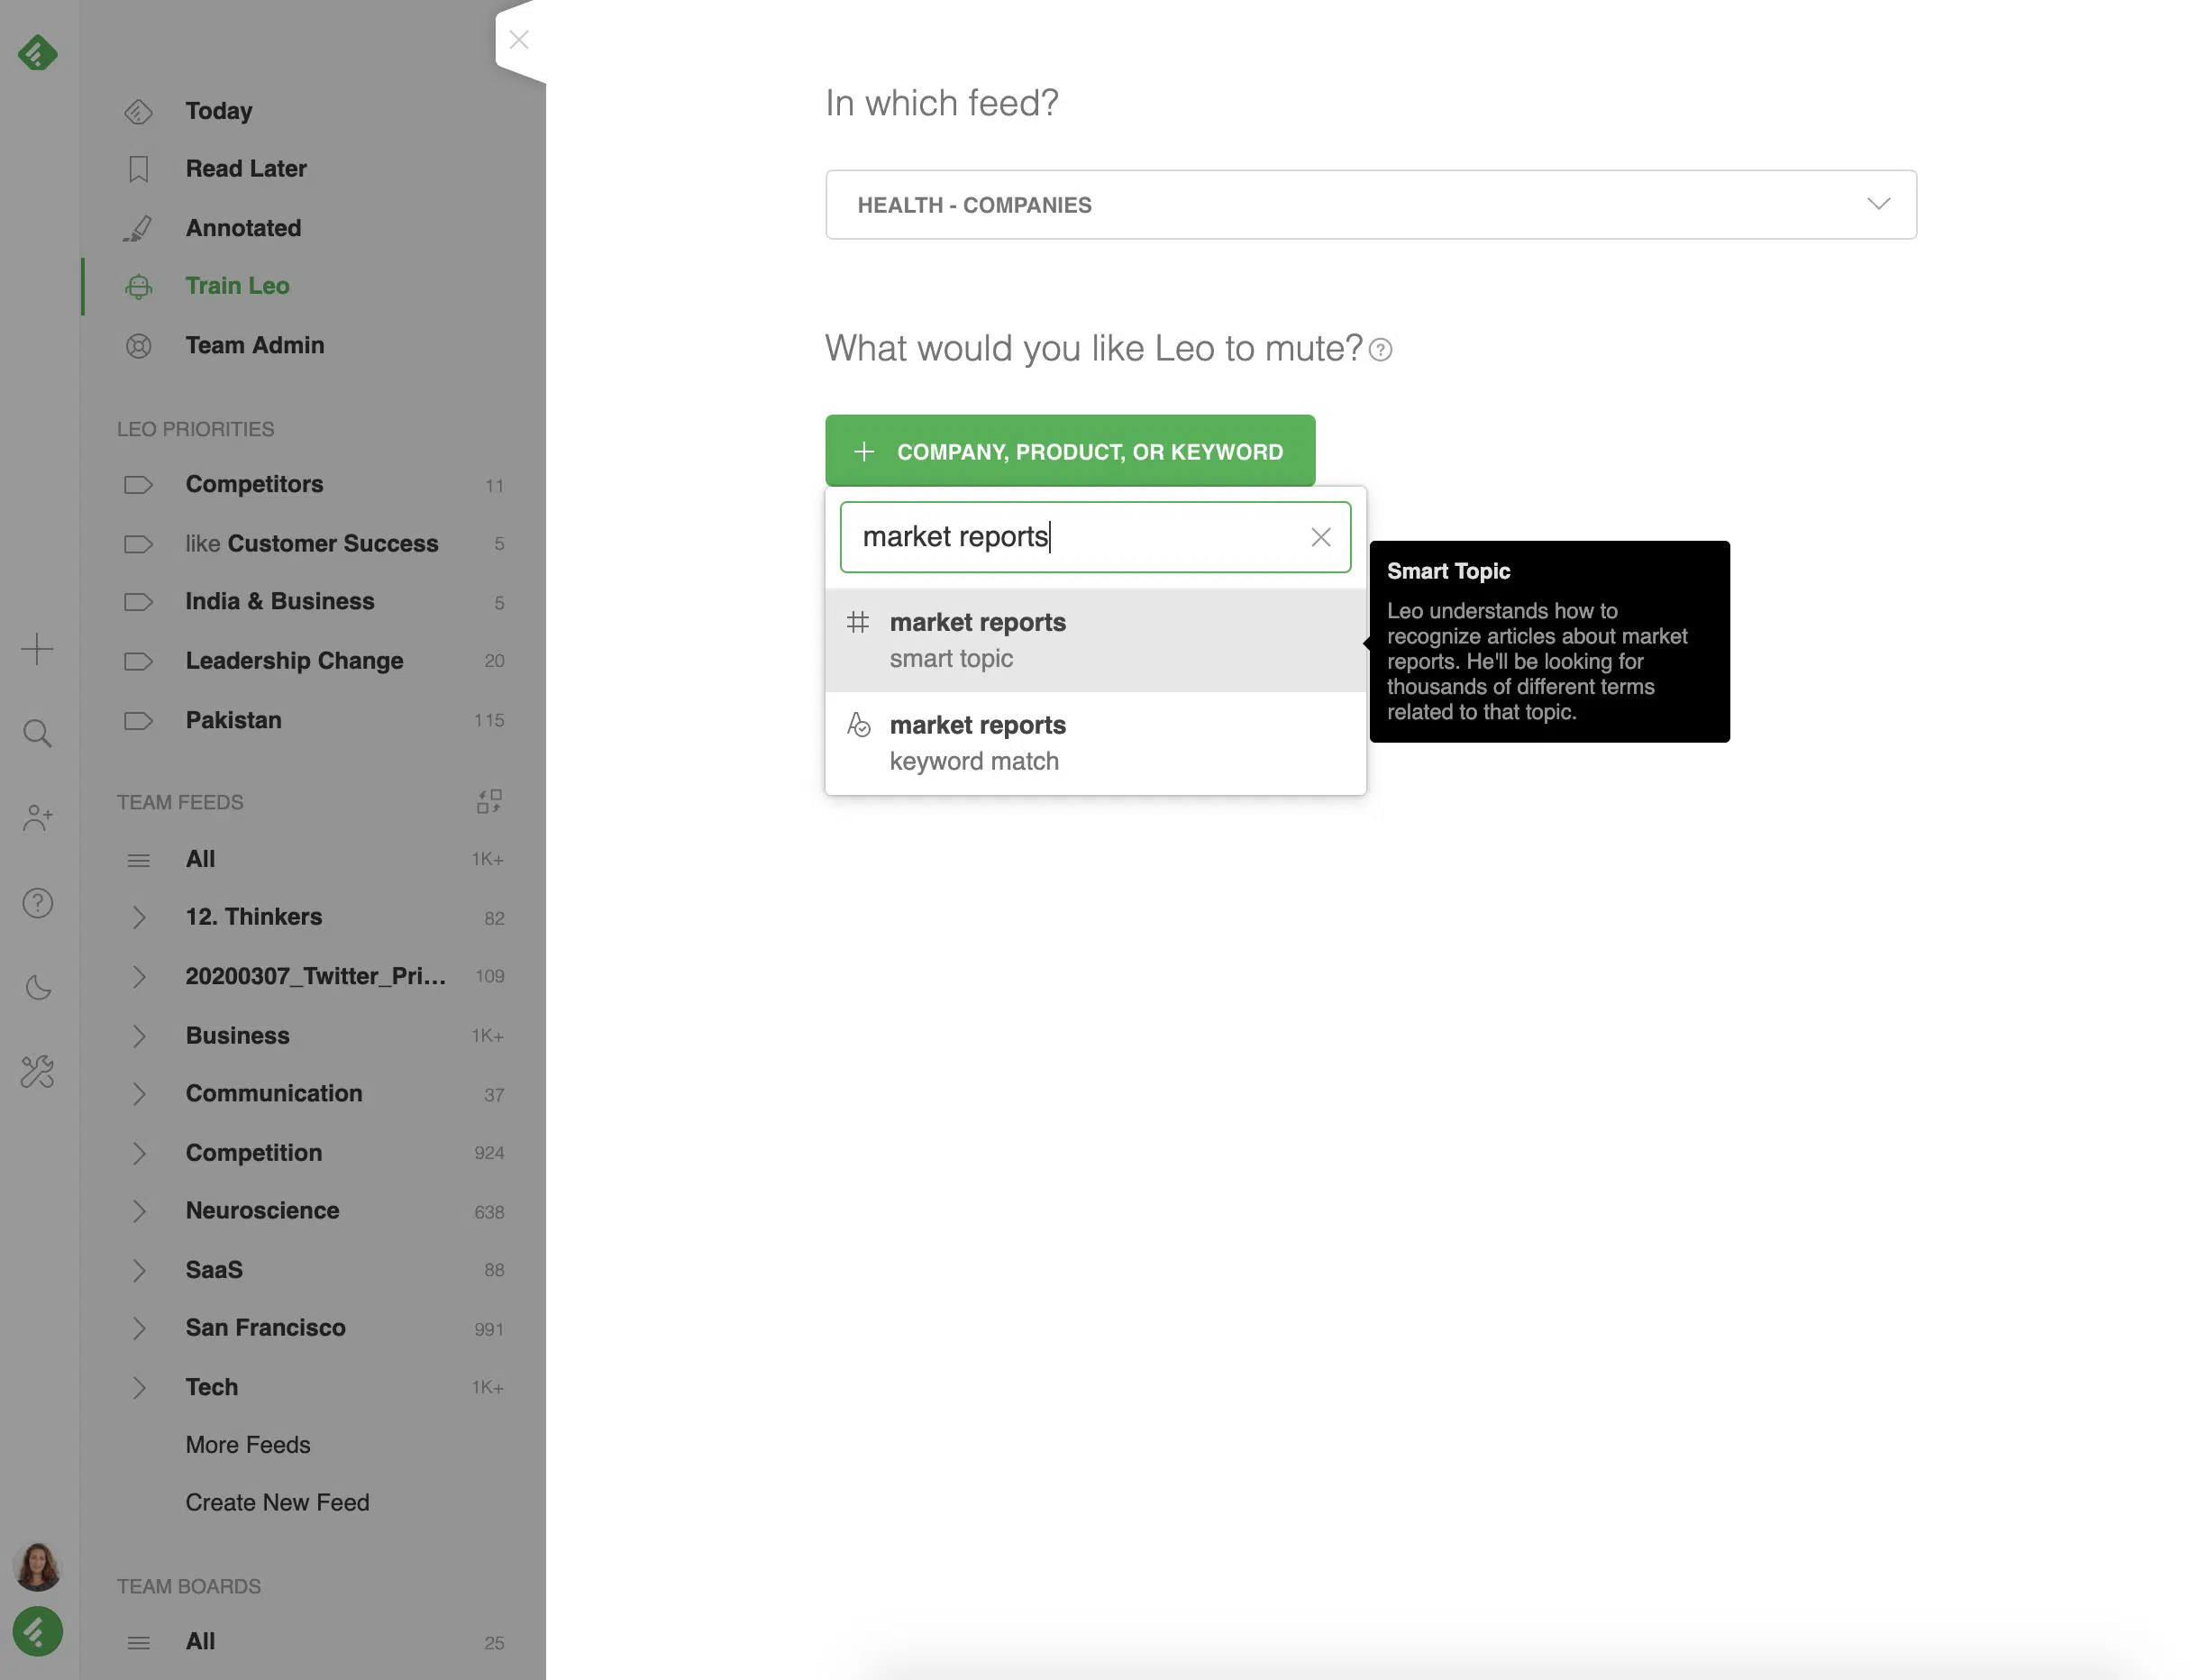 Today
Read Later
Annotated
Train Leo
Team Admin
LEO PRIORITIES
Competitors 11
like Customer Success 5
India & Business 5
Leadership Change 20
Pakistan 115
TEAM FEEDS
All 1K+
12. Thinkers 82
20200307_Twitter_Pri... 109
Business 1K+
Communication 37
Competition 924
Neuroscience 638
SaaS 88
San Francisco 991
Tech 1K+
More Feeds
Create New Feed
TEAM BOARDS
All 25
In which feed?
HEALTH - COMPANIES
What would you like Leo to mute?
COMPANY, PRODUCT, OR KEYWORD
market reports
market reports
smart topic
market reports
keyword match
Smart Topic
Leo understands how to
recognize articles about market
reports. He'll be looking for
thousands of different terms
related to that topic.